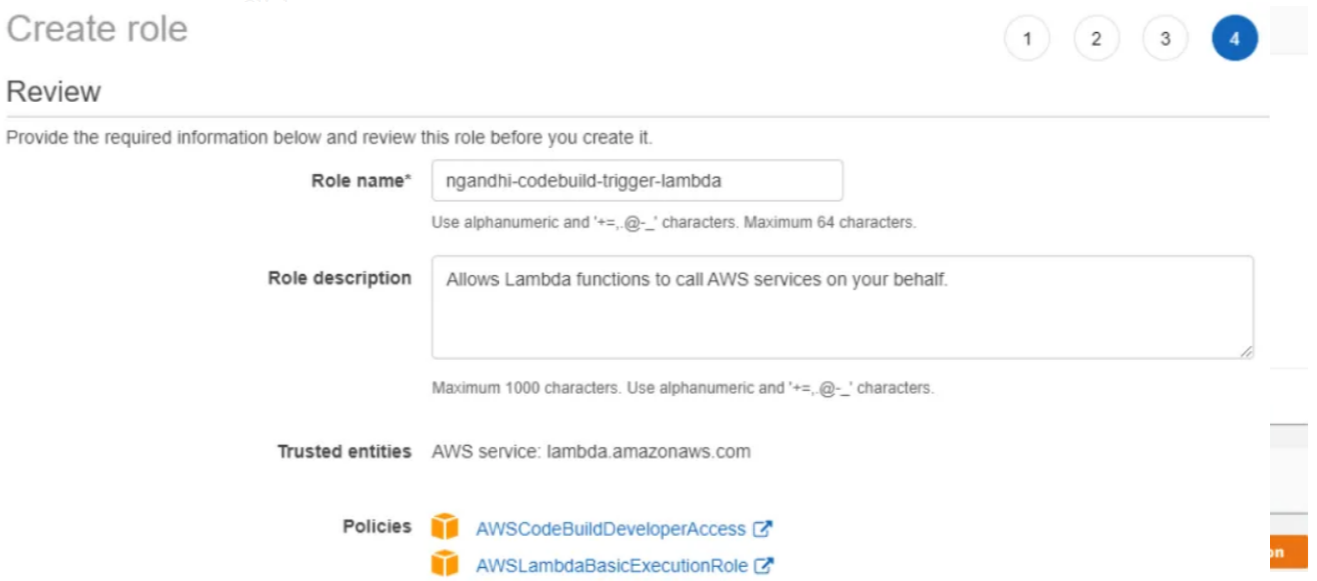 Create role
1 2 3 4
Review
Provide the required information below and review this role before you create it.
Role name* ngandhi-codebuild-trigger-lambda
Use alphanumeric and '+=,.@-_' characters. Maximum 64 characters.
Role description Allows Lambda functions to call AWS services on your behalf.
Maximum 1000 characters. Use alphanumeric and '+=,.@-_' characters.
Trusted entities AWS service: lambda.amazonaws.com
Policies AWSCodeBuildDeveloperAccess
AWSLambdaBasicExecutionRole
on